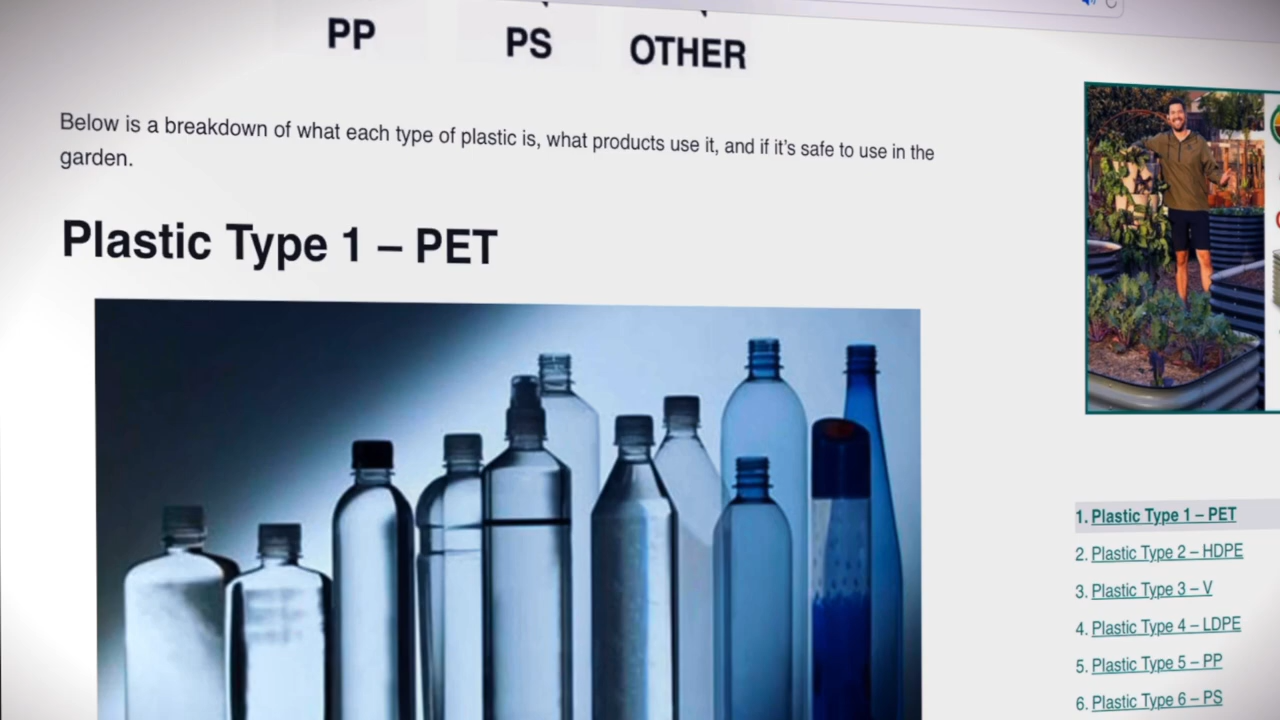 PP
PS
OTHER
Below is a breakdown of what each type of plastic is, what products use it, and if it's safe to use in the
garden.
Plastic Type 1 – PET
1. Plastic Type 1 – PET
2. Plastic Type 2 – HDPE
3. Plastic Type 3 – V
4. Plastic Type 4 – LDPE
5. Plastic Type 5 – PP
6. Plastic Type 6 – PS